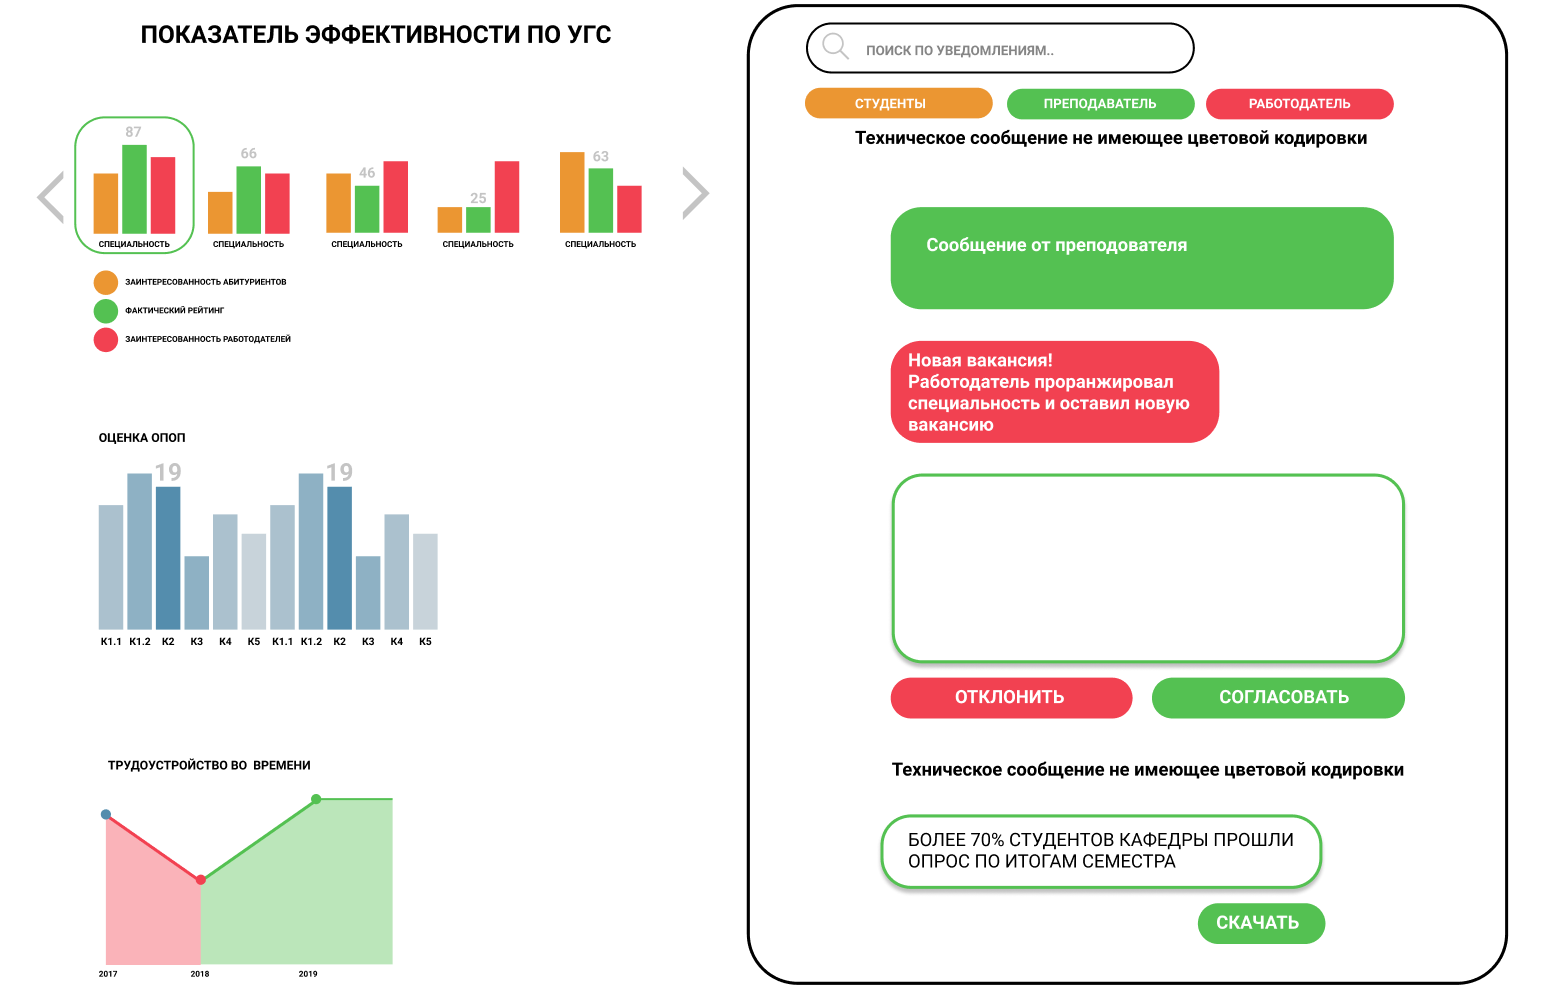 ПОКАЗАТЕЛЬ ЭФФЕКТИВНОСТИ ПО УГС
87
66
46
25
63
СПЕЦИАЛЬНОСТЬ
СПЕЦИАЛЬНОСТЬ
СПЕЦИАЛЬНОСТЬ
СПЕЦИАЛЬНОСТЬ
СПЕЦИАЛЬНОСТЬ
ЗАИНТЕРЕСОВАННОСТЬ АБИТУРИЕНТОВ
ФАКТИЧЕСКИЙ РЕЙТИНГ
ЗАИНТЕРЕСОВАННОСТЬ РАБОТОДАТЕЛЕЙ
ОЦЕНКА ОПОП
19
19
К1.1 К1.2 К2 К3 К4 К5 К1.1 К1.2 К2 К3 К4 К5
ТРУДОУСТРОЙСТВО ВО ВРЕМЕНИ
2017 2018 2019
ПОИСК ПО УВЕДОМЛЕНИЯМ..
СТУДЕНТЫ
ПРЕПОДАВАТЕЛЬ
РАБОТОДАТЕЛЬ
Техническое сообщение не имеющее цветовой кодировки
Сообщение от преподователя
Новая вакансия!
Работодатель проранжировал
специальность и оставил новую
вакансию
ОТКЛОНИТЬ
СОГЛАСОВАТЬ
Техническое сообщение не имеющее цветовой кодировки
БОЛЕЕ 70% СТУДЕНТОВ КАФЕДРЫ ПРОШЛИ
ОПРОС ПО ИТОГАМ СЕМЕСТРА
СКАЧАТЬ